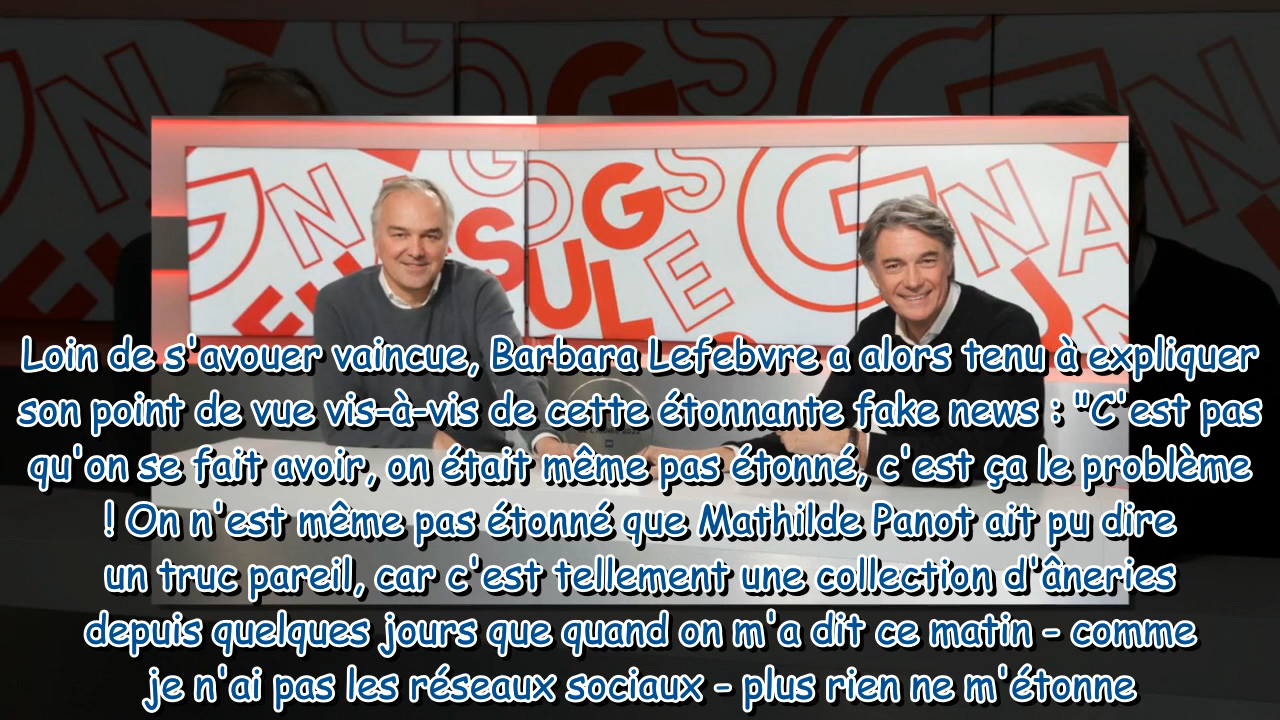 Loin de s'avouer vaincue, Barbara Lefebvre a alors tenu à expliquer
son point de vue vis-à-vis de cette étonnante fake news : "C'est pas
qu'on se fait avoir, on était même pas étonné, c'est ça le problème
! On n'est même pas étonné que Mathilde Panot ait pu dire
un truc pareil, car c'est tellement une collection d'âneries
depuis quelques jours que quand on m'a dit ce matin - comme
je n'ai pas les réseaux sociaux - plus rien ne m'étonne